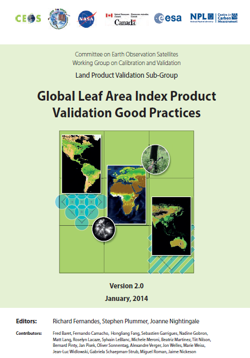 CEOS
NASA
Canada
esa
NPL
Committee on Earth Observation Satellites
Working Group on Calibration and Validation
Land Product Validation Sub-Group
Global Leaf Area Index Product
Validation Good Practices
Version 2.0
January, 2014
Editors: Richard Fernandes, Stephen Plummer, Joanne Nightingale
Contributors: Fred Baret, Fernando Camacho, Hongliang Fang, Sebastien Garrigues, Nadine Gobron,
Matt Lang, Roselyne Lacaze, Sylvain LeBlanc, Michele Meroni, Beatriz Martinez, Tiit Nilson,
Bernard Pinty, Jan Pisek, Oliver Sonnentag, Alexandre Verger, Jon Welles, Marie Weiss,
Jean-Luc Widlowski, Gabriela Schaepman-Strub, Miguel Roman, Jaime Nickeson